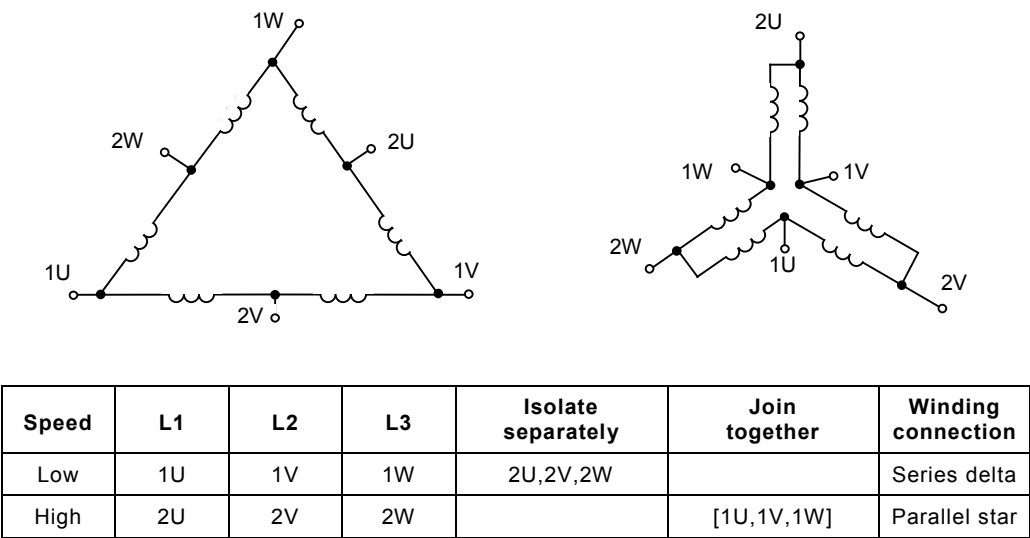 1W
2U
2W
2U
1W
1V
1U
1V
2W
1U
2V
2V
Speed L1 L2 L3 Isolate separately Join together Winding connection
Low 1U 1V 1W 2U,2V,2W Series delta
High 2U 2V 2W [1U,1V,1W] Parallel star